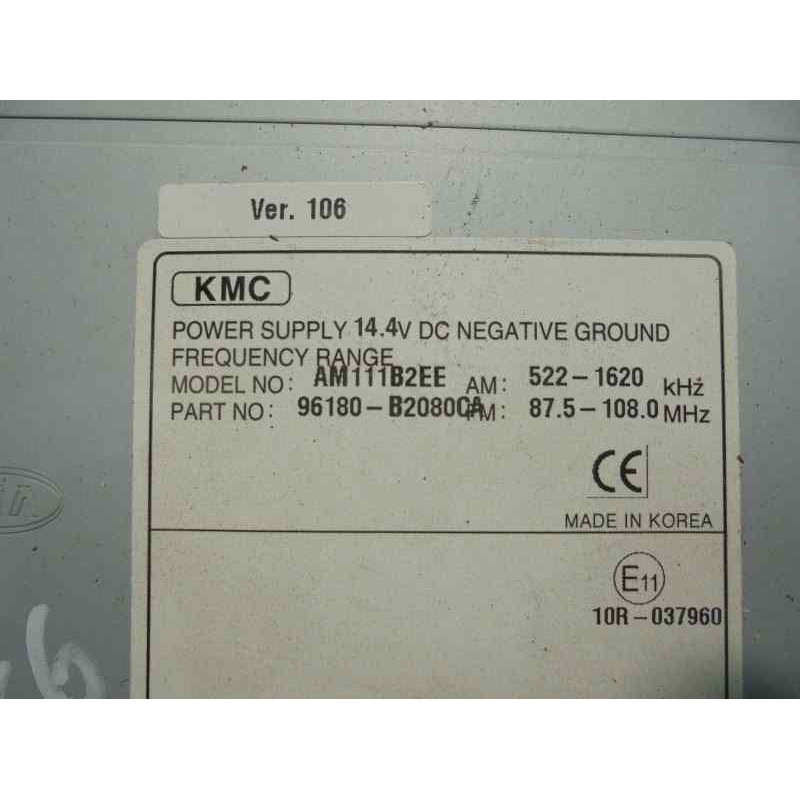 Ver. 106
KMC
POWER SUPPLY 14.4V DC NEGATIVE GROUND
FREQUENCY RANGE
MODEL NO: AM111B2EE AM: 522-1620 kHz
PART NO: 96180-B2080CA FM: 87.5-108.0 MHz
CE
MADE IN KOREA
E11
10R-037960